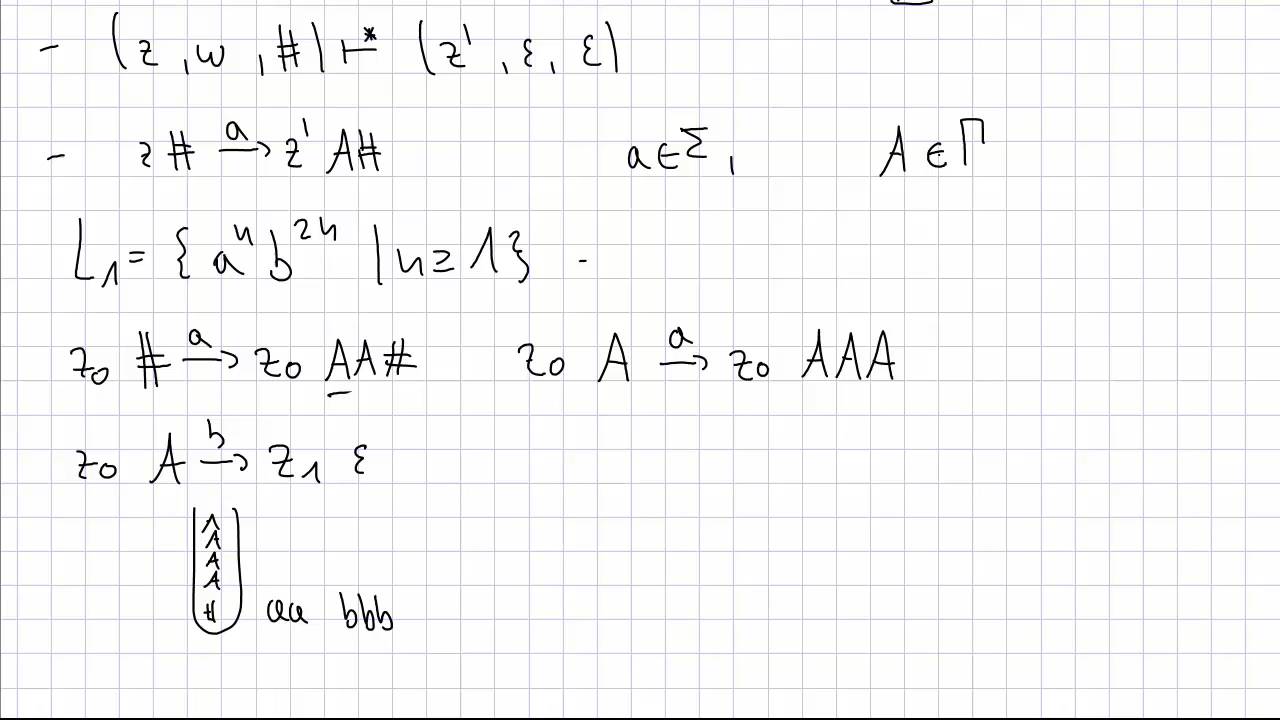 - (z, w, #) ⊢* (z', ε, ε)
- z# →^a z' A# a∈Σ, A∈Γ
L₁ = {aⁿ b²ⁿ | n ≥ 1} -
z₀ # →^a z₀ AA# z₀ A →^a z₀ AAA
z₀ A →^b z₁ ε
A
A
A
A
# aa bbb